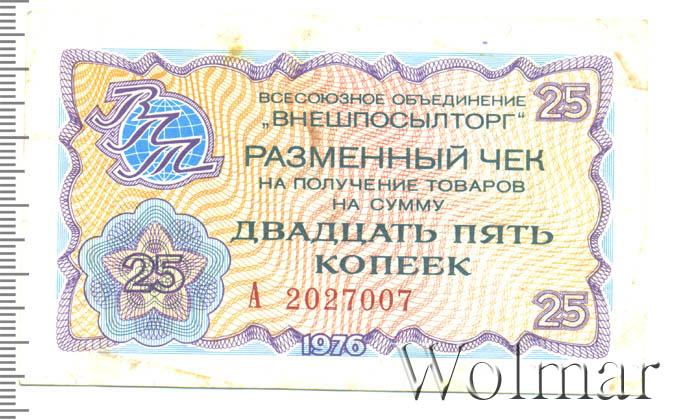 ВПТ
ВСЕСОЮЗНОЕ ОБЪЕДИНЕНИЕ
„ВНЕШПОСЫЛТОРГ“
25
РАЗМЕННЫЙ ЧЕК
НА ПОЛУЧЕНИЕ ТОВАРОВ
НА СУММУ
ДВАДЦАТЬ ПЯТЬ
КОПЕЕК
25
А 2027007
25
1976
Wolmar